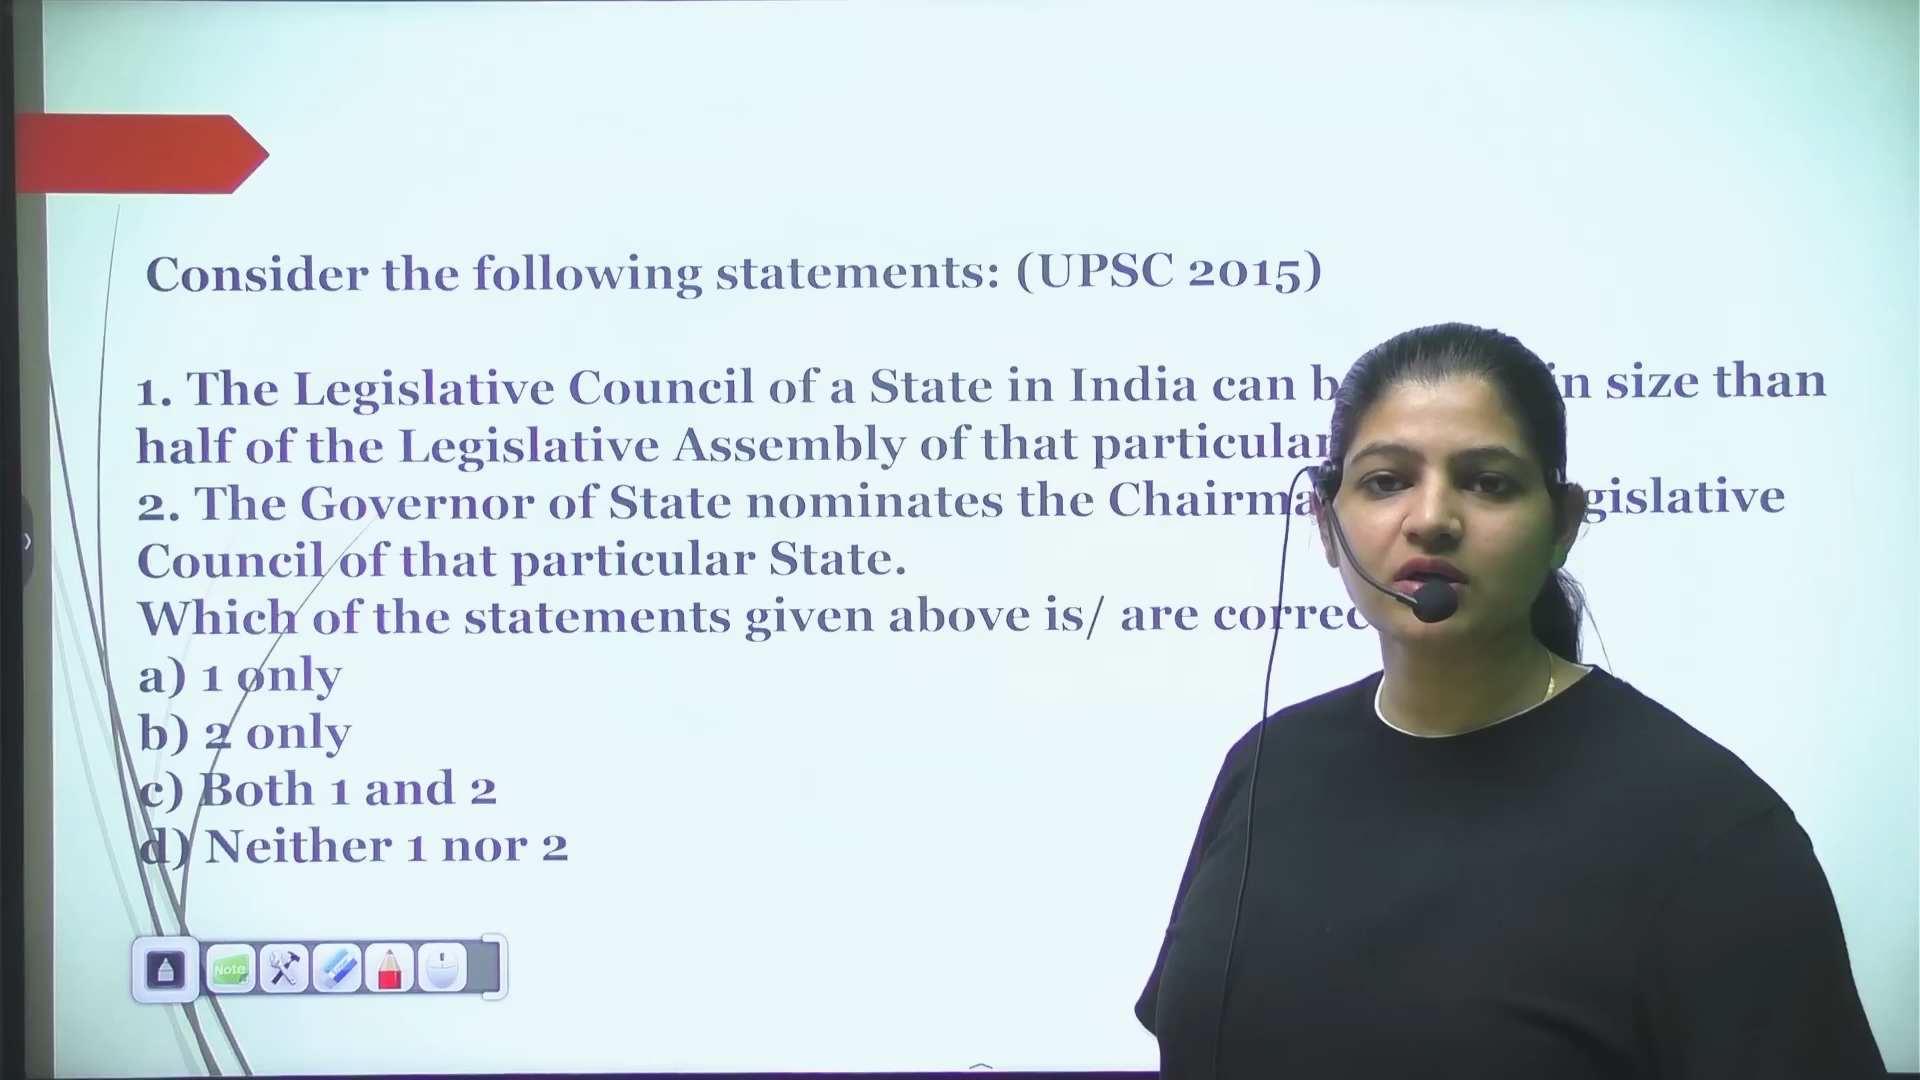 Consider the following statements: (UPSC 2015)
1. The Legislative Council of a State in India can in size than
half of the Legislative Assembly of that particular
2. The Governor of State nominates the
Council of that particular State.
Which of the statements given above is/ are
a) 1 only
b) 2 only
c) Both 1 and 2
d) Neither 1 nor 2
Note